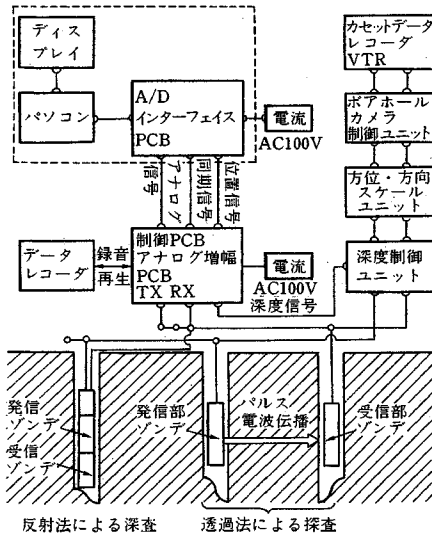 ディス
プレイ
パソコン
A/D
インターフェイス
PCB
電流
AC100V
カセットデータ
レコーダ
VTR
ボアホール
カメラ
制御ユニット
方位・方向
スケール
ユニット
深度制御
ユニット
アナログ
信号
同期信号
位置信号
データ
レコーダ
録音
再生
制御PCB
アナログ増幅
PCB
TX RX
電流
AC100V
深度信号
発信
ゾンデ
受信
ゾンデ
発信部
ゾンデ
パルス
電波伝播
受信部
ゾンデ
反射法による深査
透過法による探査